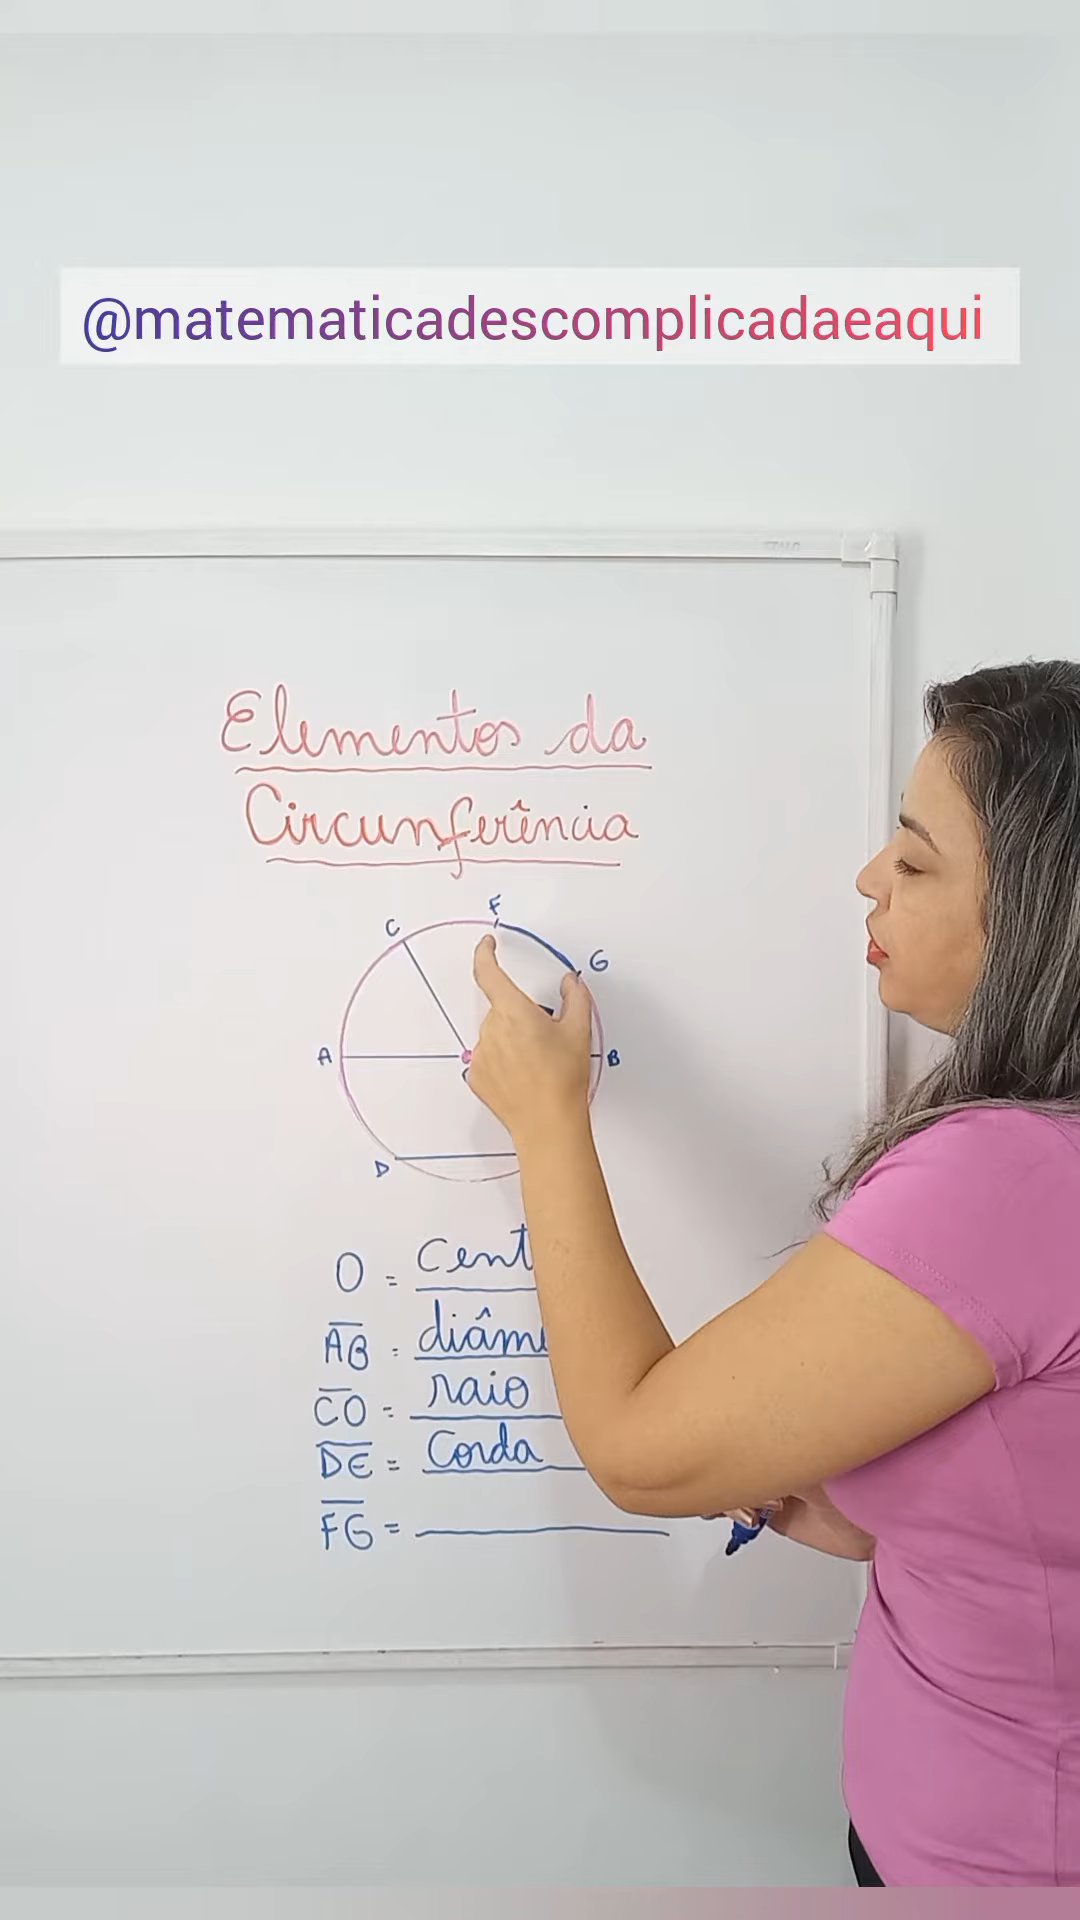 @matematicadescomplicadaeaqui
Elementos da
Circunferência
F
C
G
A
B
D
O = Cent
AB = diâm
CO = raio
DE = Corda
FG =